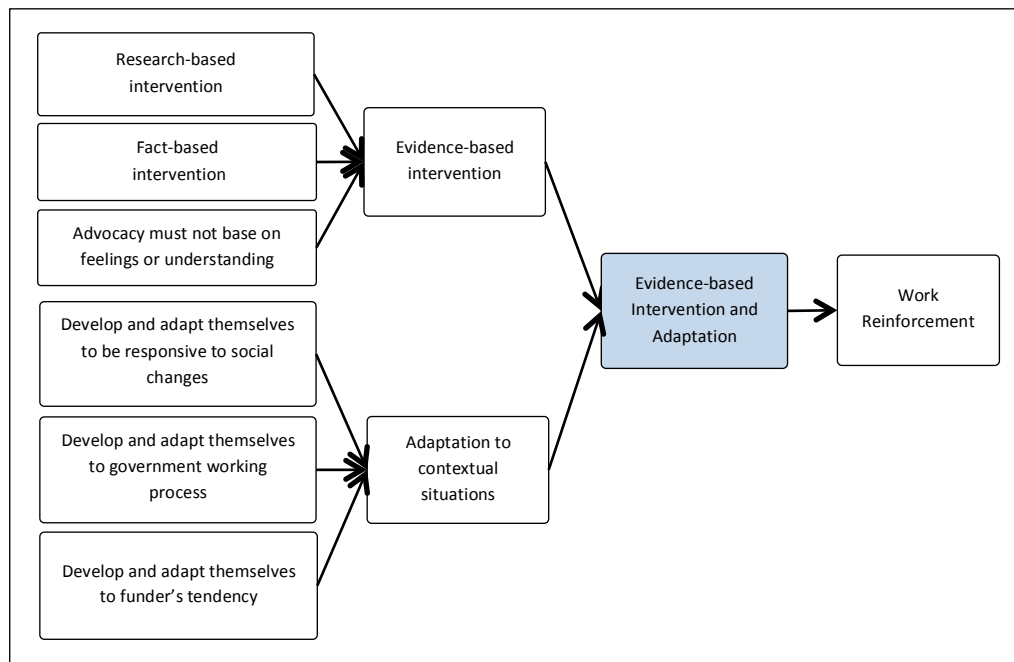 Research-based
intervention
Fact-based
intervention
Advocacy must not base on
feelings or understanding
Evidence-based
intervention
Develop and adapt themselves
to be responsive to social
changes
Develop and adapt themselves
to government working
process
Develop and adapt themselves
to funder’s tendency
Adaptation to
contextual
situations
Evidence-based
Intervention and
Adaptation
Work
Reinforcement